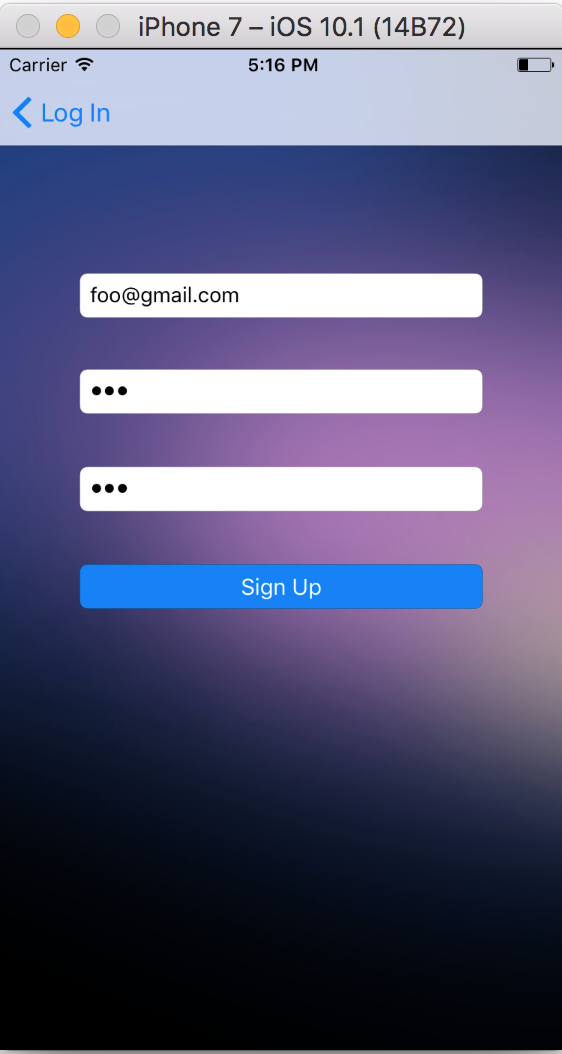 iPhone 7 – iOS 10.1 (14B72)
Carrier 5:16 PM
Log In
foo@gmail.com
•••
•••
Sign Up